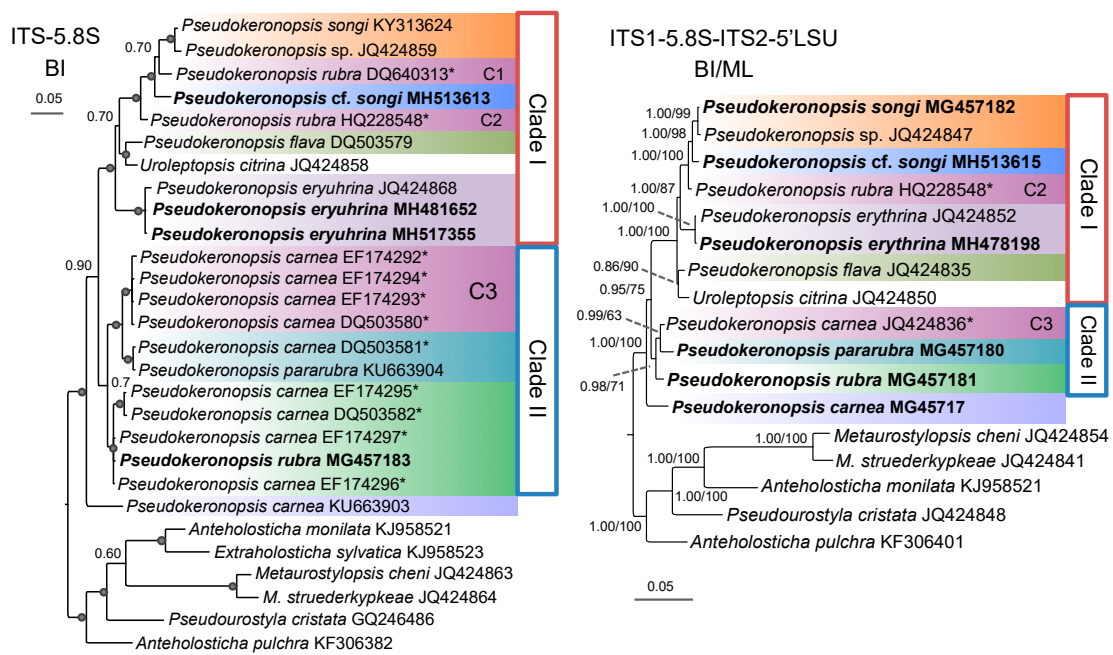 ITS-5.8S
BI
0.05
0.70
Pseudokeronopsis songi KY313624
Pseudokeronopsis sp. JQ424859
Pseudokeronopsis rubra DQ640313* C1
Pseudokeronopsis cf. songi MH513613
0.70
Pseudokeronopsis rubra HQ228548* C2
Pseudokeronopsis flava DQ503579
Uroleptopsis citrina JQ424858
Pseudokeronopsis eryuhrina JQ424868
Pseudokeronopsis eryuhrina MH481652
Pseudokeronopsis eryuhrina MH517355
Clade I
0.90
Pseudokeronopsis carnea EF174292*
Pseudokeronopsis carnea EF174294*
Pseudokeronopsis carnea EF174293*
C3
Pseudokeronopsis carnea DQ503580*
Pseudokeronopsis carnea DQ503581*
Pseudokeronopsis pararubra KU663904
0.7
Pseudokeronopsis carnea EF174295*
Pseudokeronopsis carnea DQ503582*
Pseudokeronopsis carnea EF174297*
Pseudokeronopsis rubra MG457183
Pseudokeronopsis carnea EF174296*
Clade II
Pseudokeronopsis carnea KU663903
Anteholosticha monilata KJ958521
0.60
Extraholosticha sylvatica KJ958523
Metaurostylopsis cheni JQ424863
M. struederkypkeae JQ424864
Pseudourostyla cristata GQ246486
Anteholosticha pulchra KF306382
ITS1-5.8S-ITS2-5'LSU
BI/ML
1.00/99
Pseudokeronopsis songi MG457182
1.00/98
Pseudokeronopsis sp. JQ424847
1.00/100
Pseudokeronopsis cf. songi MH513615
1.00/87
Pseudokeronopsis rubra HQ228548* C2
1.00/100
Pseudokeronopsis erythrina JQ424852
1.00/100
Pseudokeronopsis erythrina MH478198
0.86/90
Pseudokeronopsis flava JQ424835
0.95/75
Uroleptopsis citrina JQ424850
Clade I
0.99/63
Pseudokeronopsis carnea JQ424836* C3
1.00/100
Pseudokeronopsis pararubra MG457180
0.98/71
Pseudokeronopsis rubra MG457181
Clade II
Pseudokeronopsis carnea MG45717
1.00/100
Metaurostylopsis cheni JQ424854
1.00/100
M. struederkypkeae JQ424841
Anteholosticha monilata KJ958521
1.00/100
Pseudourostyla cristata JQ424848
1.00/100
Anteholosticha pulchra KF306401
0.05